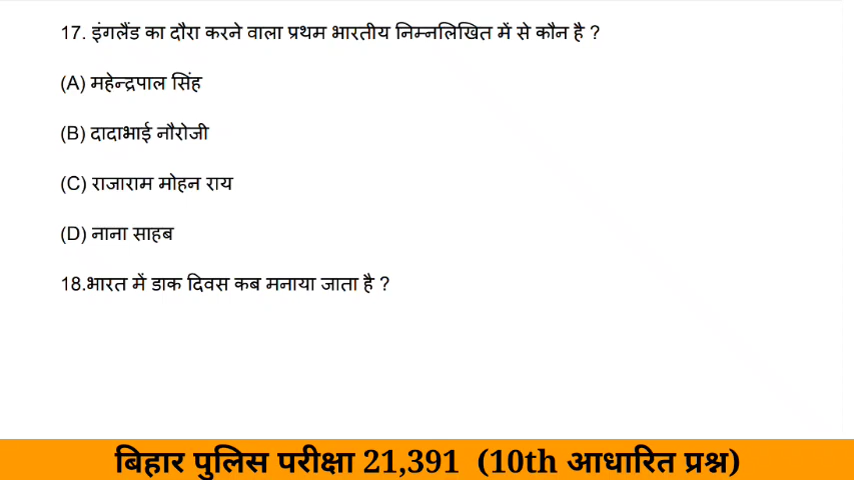 17. इंगलैंड का दौरा करने वाला प्रथम भारतीय निम्नलिखित में से कौन है ?
(A) महेन्द्रपाल सिंह
(B) दादाभाई नौरोजी
(C) राजाराम मोहन राय
(D) नाना साहब
18.भारत में डाक दिवस कब मनाया जाता है ?
बिहार पुलिस परीक्षा 21,391 (10th आधारित प्रश्न)